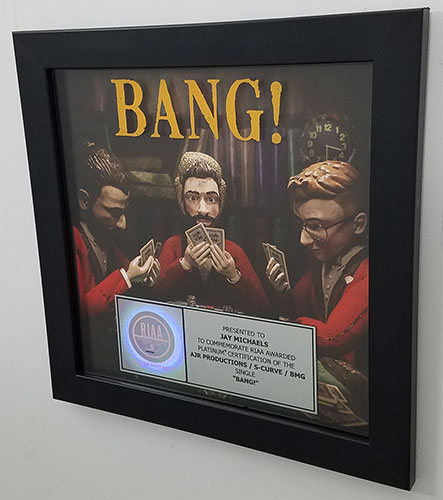 BANG!
RIAA
PRESENTED TO
JAY MICHAELS
TO COMMEMORATE RIAA AWARDED
PLATINUM® CERTIFICATION OF THE
AJR PRODUCTIONS / S-CURVE / BMG
SINGLE
"BANG!"